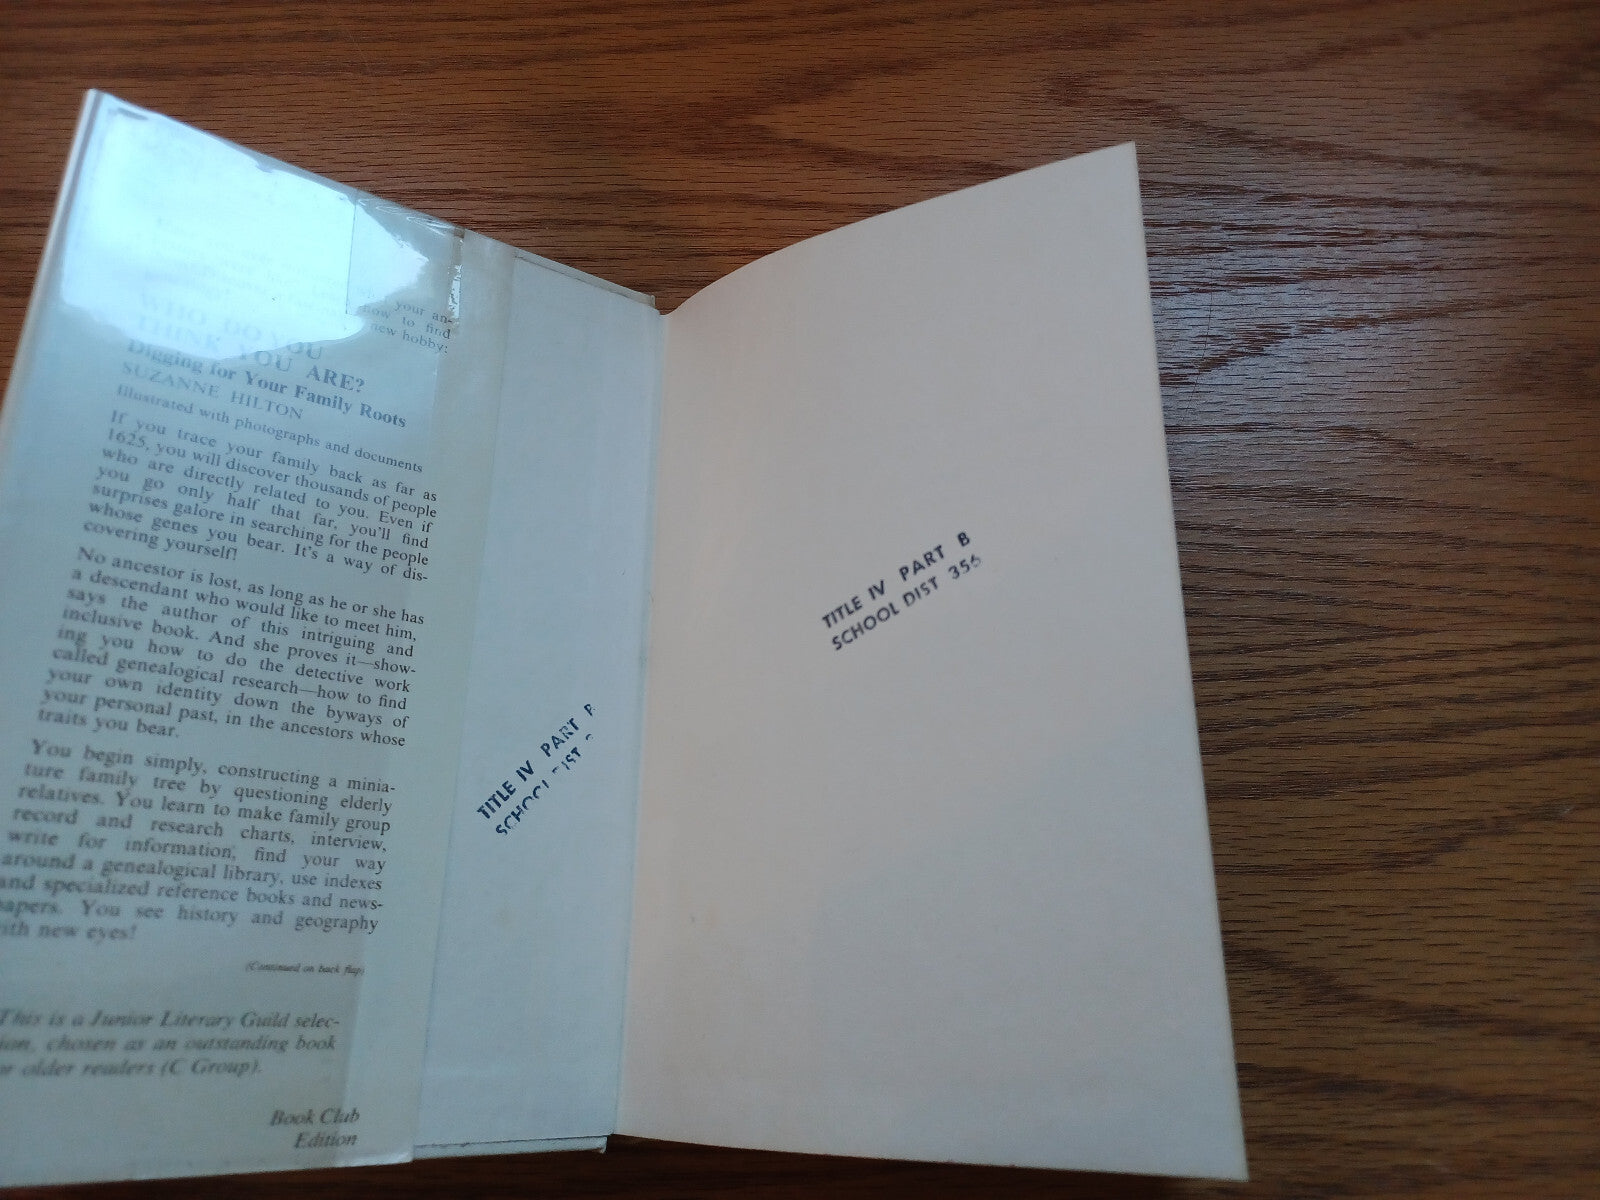 your an-
how to find
new hobby:
WHO DO YOU
THINK YOU ARE?
Digging for Your Family Roots
SUZANNE HILTON
Illustrated with photographs and documents
If you trace your family back as far as
1625, you will discover thousands of people
who are directly related to you. Even if
you go only half that far, you'll find
surprises galore in searching for the people
whose genes you bear. It's a way of dis-
covering yourself!
No ancestor is lost, as long as he or she has
a descendant who would like to meet him,
says the author of this intriguing and
inclusive book. And she proves it—show-
ing you how to do the detective work
called genealogical research—how to find
your own identity down the byways of
your personal past, in the ancestors whose
traits you bear.
You begin simply, constructing a minia-
ture family tree by questioning elderly
relatives. You learn to make family group
record and research charts, interview,
write for information, find your way
around a genealogical library, use indexes
and specialized reference books and news-
papers. You see history and geography
with new eyes!
(Continued on back flap)
This is a Junior Literary Guild selec-
tion, chosen as an outstanding book
or older readers (C Group).
Book Club
Edition
TITLE IV PART
TITLE IV PART B
SCHOOL DIST 356